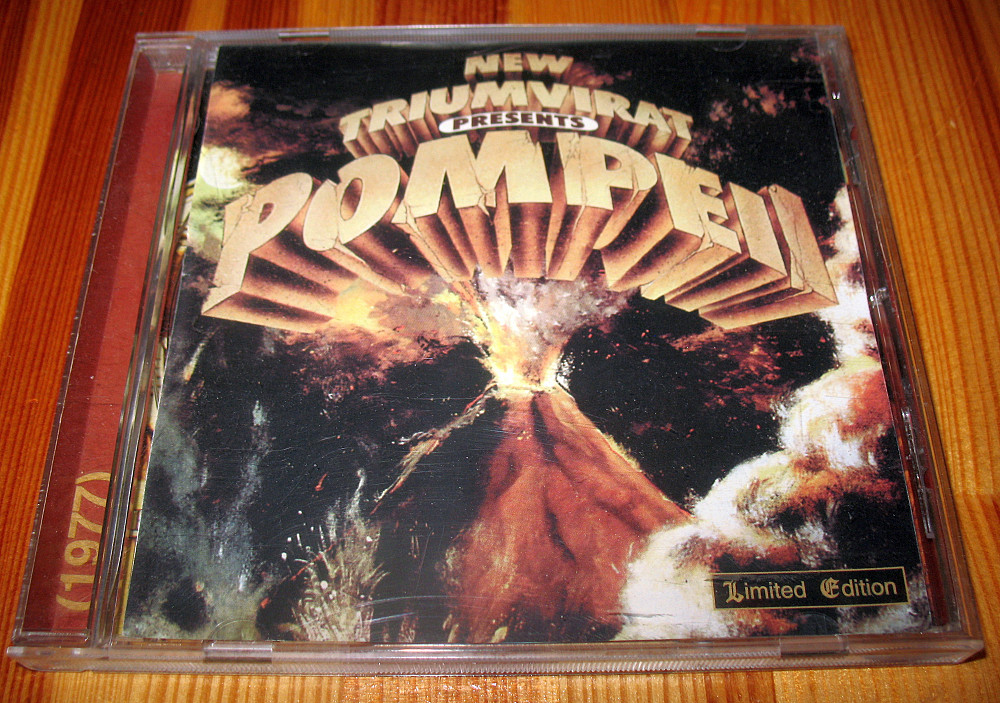 NEW
TRIUMVIRAT
PRESENTS
POMPEII
(1977)
Limited Edition